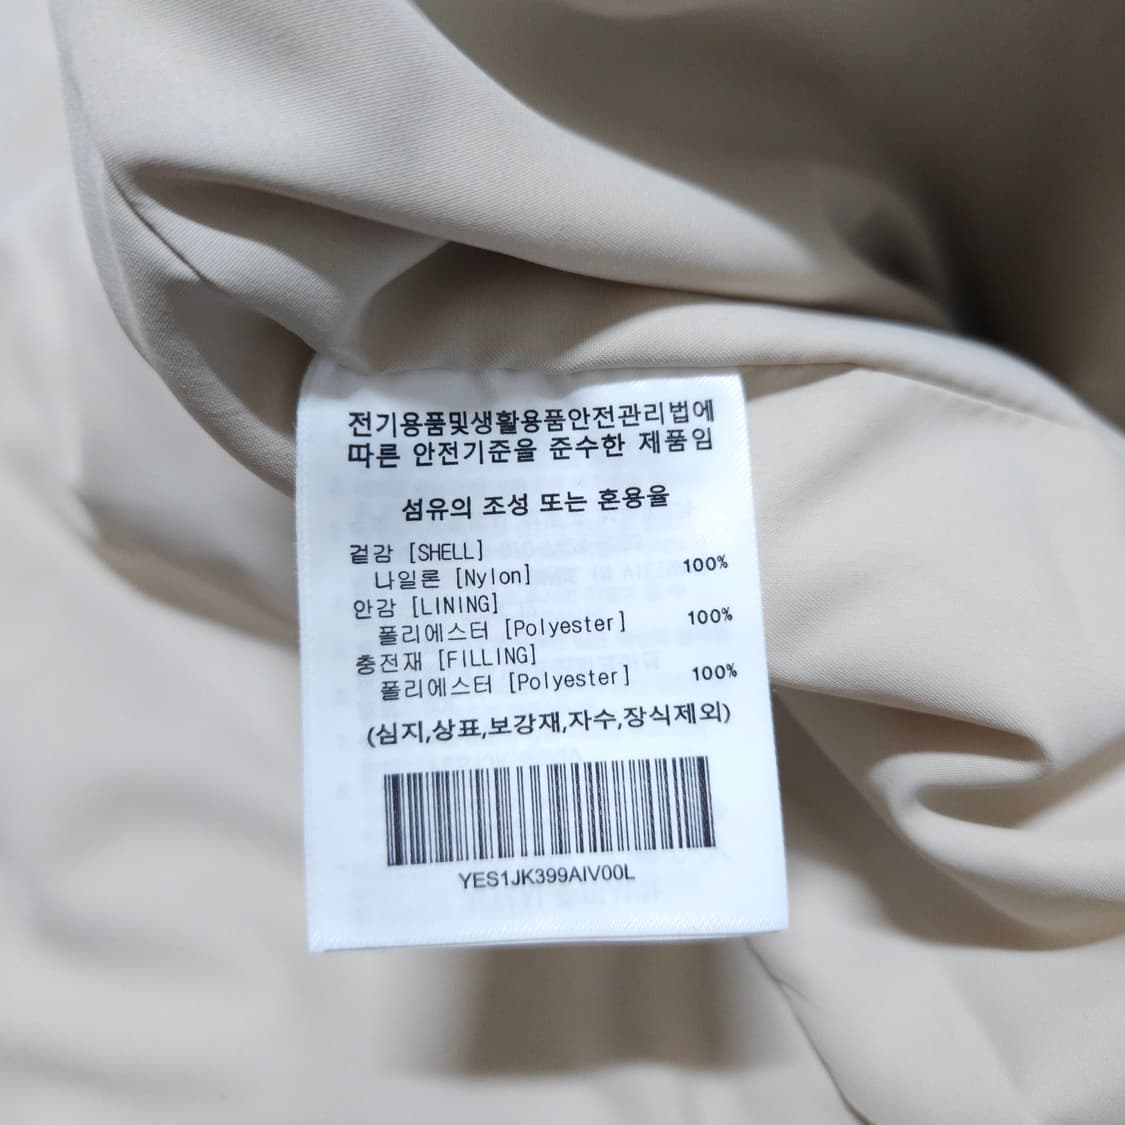 전기용품및생활용품안전관리법에
따른 안전기준을 준수한 제품임
섬유의 조성 또는 혼용율
겉감 [SHELL]
나일론 [Nylon] 100%
안감 [LINING]
폴리에스터 [Polyester] 100%
충전재 [FILLING]
폴리에스터 [Polyester] 100%
(심지,상표,보강재,자수,장식제외)
YES1JK399AIV00L